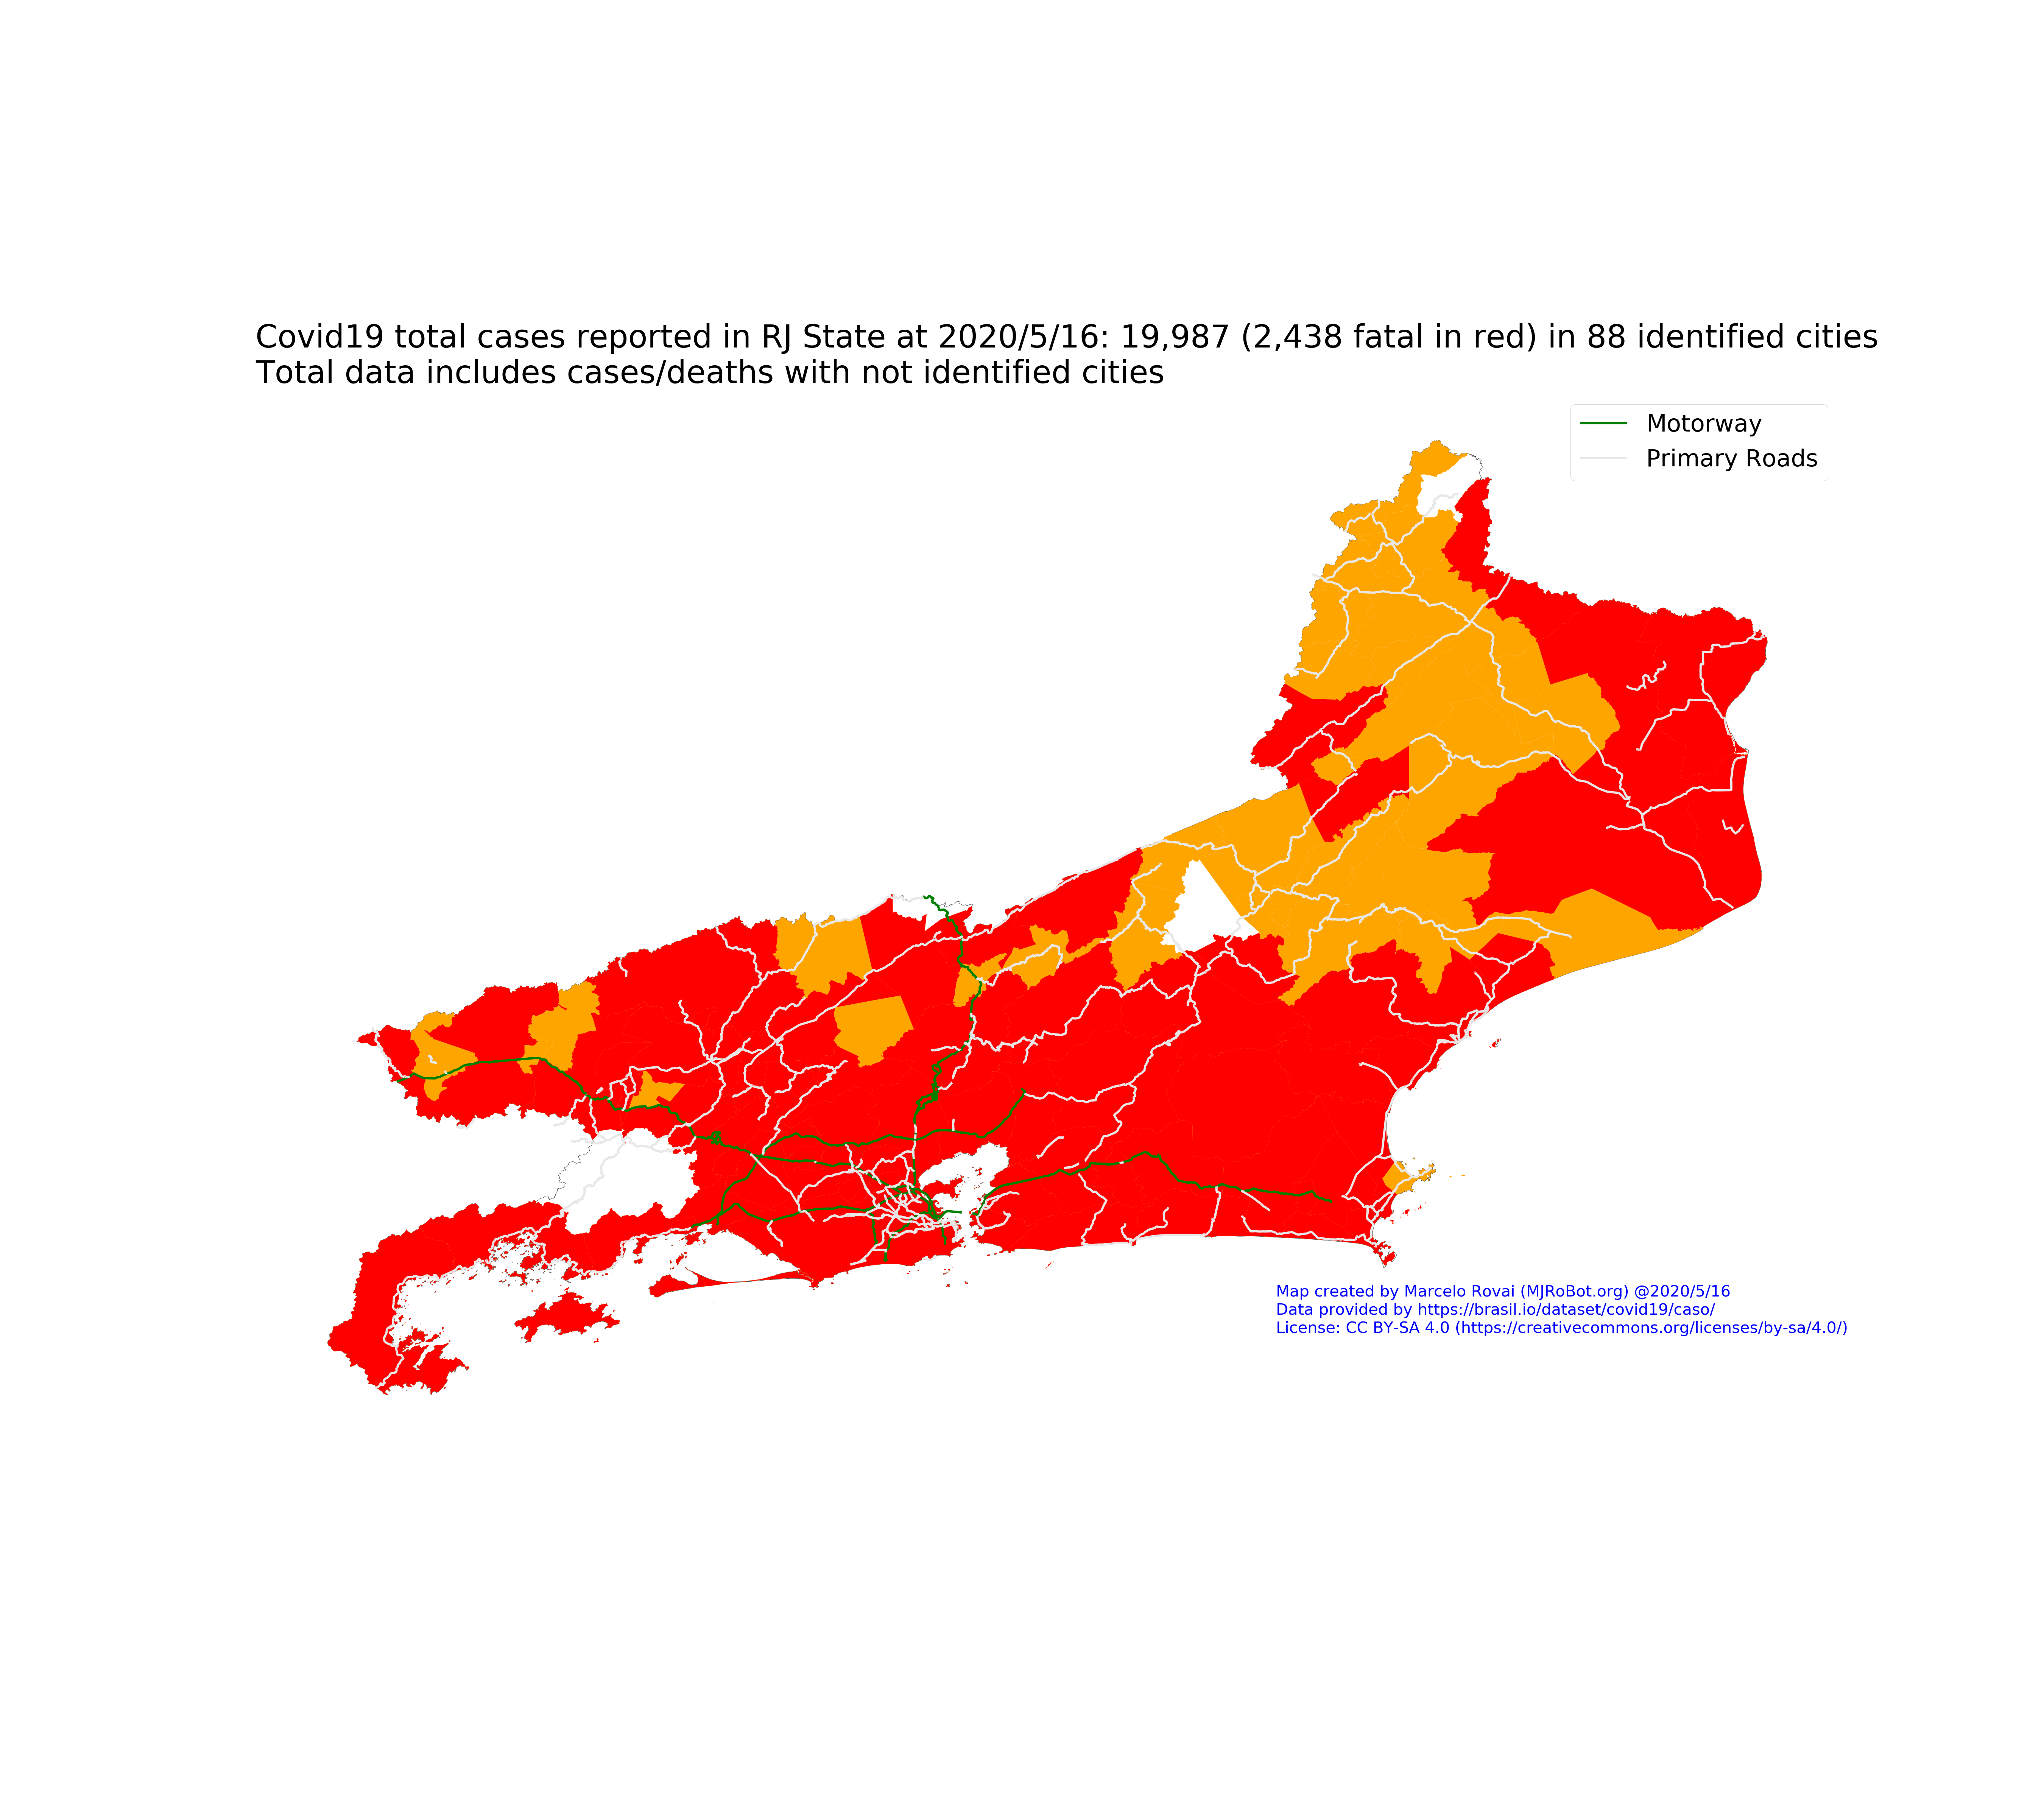 Covid19 total cases reported in RJ State at 2020/5/16: 19,987 (2,438 fatal in red) in 88 identified cities
Total data includes cases/deaths with not identified cities
Motorway
Primary Roads
Map created by Marcelo Rovai (MJRoBot.org) @2020/5/16
Data provided by https://brasil.io/dataset/covid19/caso/
License: CC BY-SA 4.0 (https://creativecommons.org/licenses/by-sa/4.0/)